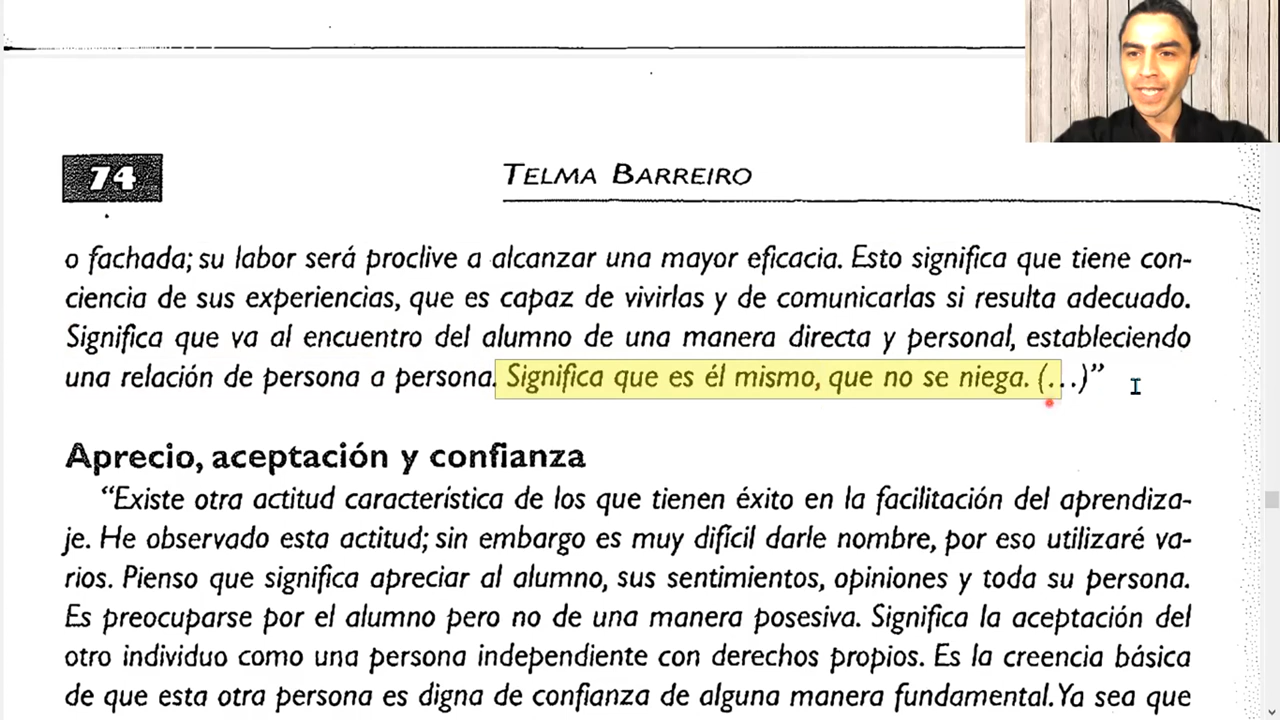 74
TELMA BARREIRO
o fachada; su labor será proclive a alcanzar una mayor eficacia. Esto significa que tiene con-
ciencia de sus experiencias, que es capaz de vivirlas y de comunicarlas si resulta adecuado.
Significa que va al encuentro del alumno de una manera directa y personal, estableciendo
una relación de persona a persona. Significa que es él mismo, que no se niega. (...)”
Aprecio, aceptación y confianza
“Existe otra actitud característica de los que tienen éxito en la facilitación del aprendiza-
je. He observado esta actitud; sin embargo es muy difícil darle nombre, por eso utilizaré va-
rios. Pienso que significa apreciar al alumno, sus sentimientos, opiniones y toda su persona.
Es preocuparse por el alumno pero no de una manera posesiva. Significa la aceptación del
otro individuo como una persona independiente con derechos propios. Es la creencia básica
de que esta otra persona es digna de confianza de alguna manera fundamental. Ya sea que